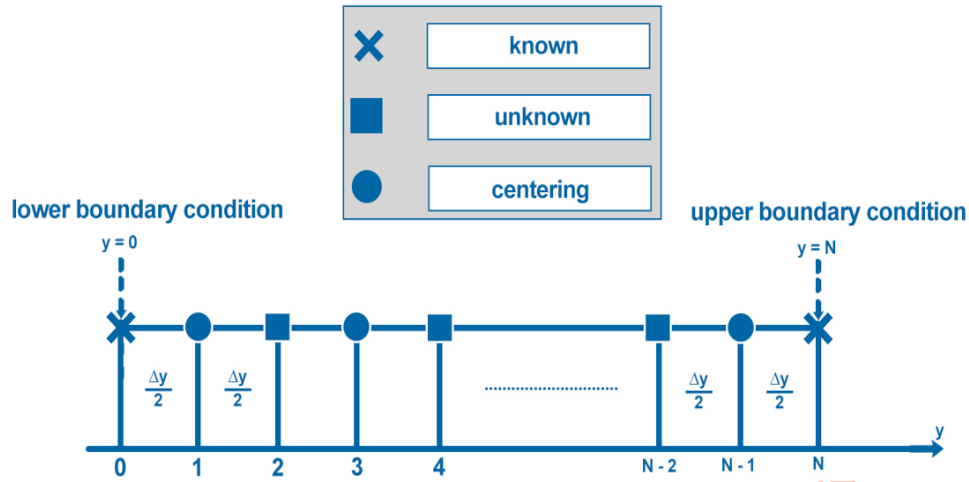 known
unknown
centering
lower boundary condition
upper boundary condition
y = 0
y = N
Δy
2
Δy
2
Δy
2
Δy
2
y
0
1
2
3
4
N - 2
N - 1
N